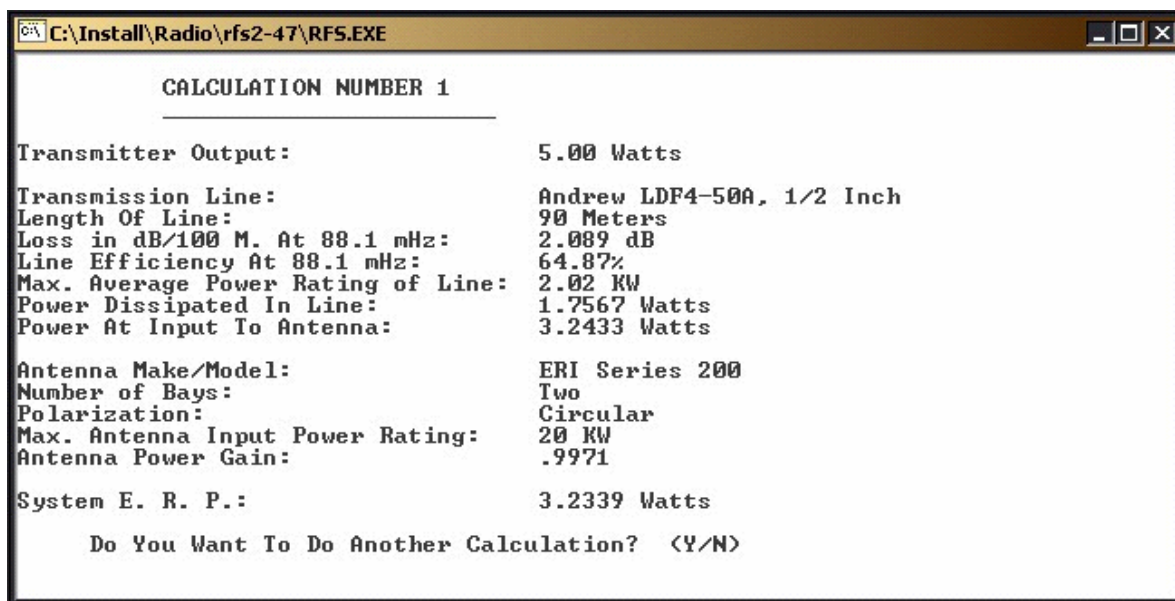 C:\Install\Radio\rfs2-47\RFS.EXE
CALCULATION NUMBER 1
Transmitter Output: 5.00 Watts
Transmission Line: Andrew LDF4-50A, 1/2 Inch
Length Of Line: 90 Meters
Loss in dB/100 M. At 88.1 mHz: 2.089 dB
Line Efficiency At 88.1 mHz: 64.87%
Max. Average Power Rating of Line: 2.02 KW
Power Dissipated In Line: 1.7567 Watts
Power At Input To Antenna: 3.2433 Watts
Antenna Make/Model: ERI Series 200
Number of Bays: Two
Polarization: Circular
Max. Antenna Input Power Rating: 20 KW
Antenna Power Gain: .9971
System E. R. P.: 3.2339 Watts
Do You Want To Do Another Calculation? (Y/N)